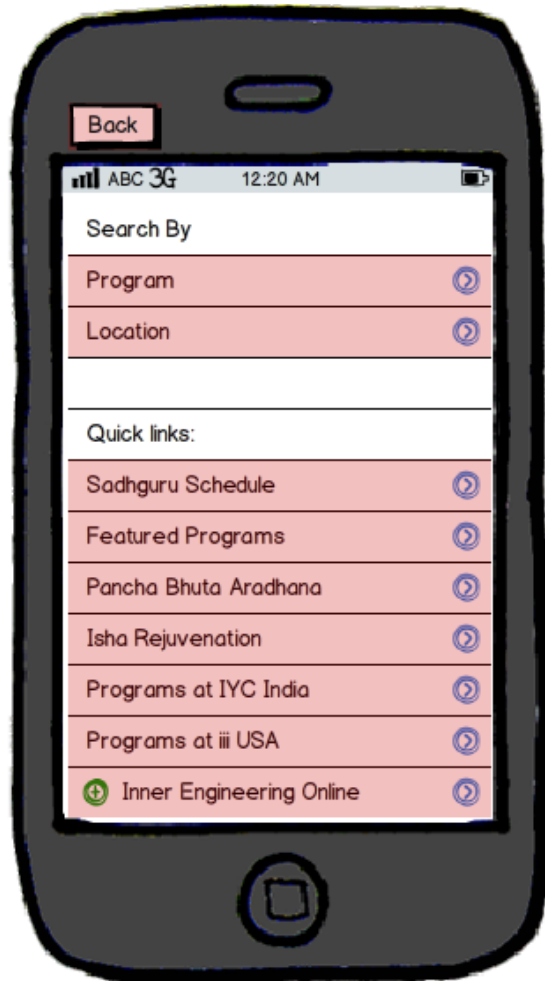 Back
ABC 3G 12:20 AM
Search By
Program
Location
Quick links:
Sadhguru Schedule
Featured Programs
Pancha Bhuta Aradhana
Isha Rejuvenation
Programs at IYC India
Programs at iii USA
Inner Engineering Online